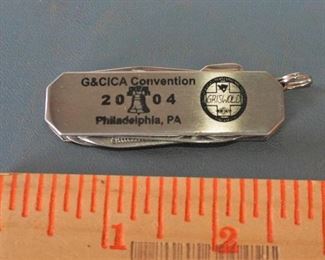 G&CICA Convention
20 04
Philadelphia, PA
GRISWOLD
1 2